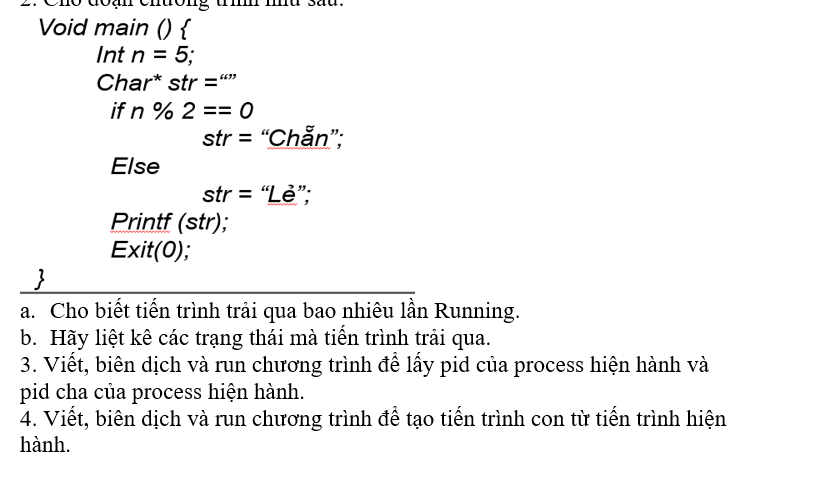 2. Cho đoạn chương trình như sau:
Void main () {
Int n = 5;
Char* str =“”
if n % 2 == 0
str = “Chẵn”;
Else
str = “Lẻ”;
Printf (str);
Exit(0);
}
a. Cho biết tiến trình trải qua bao nhiêu lần Running.
b. Hãy liệt kê các trạng thái mà tiến trình trải qua.
3. Viết, biên dịch và run chương trình để lấy pid của process hiện hành và
pid cha của process hiện hành.
4. Viết, biên dịch và run chương trình để tạo tiến trình con từ tiến trình hiện
hành.